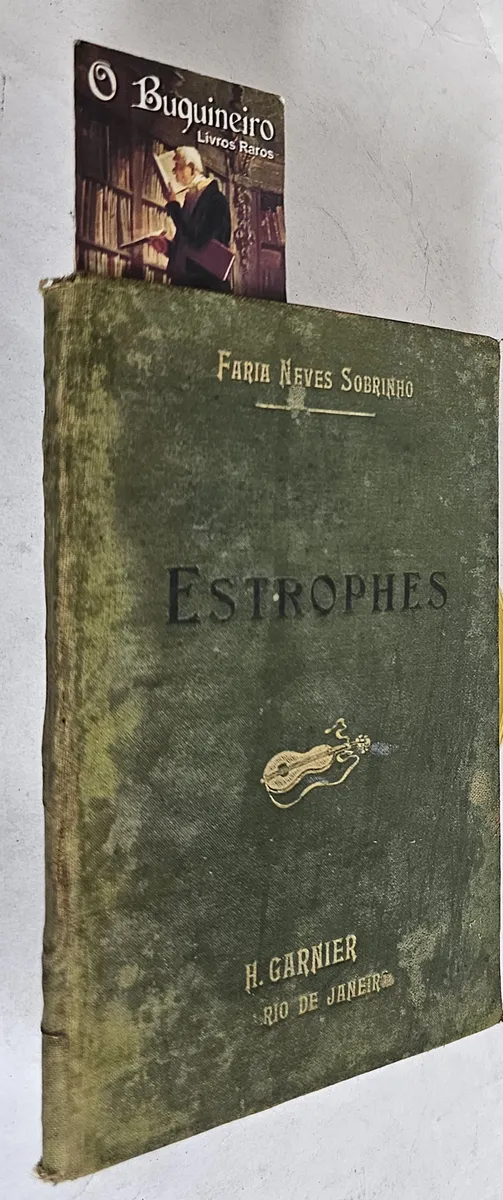 O Buquineiro
Livros Raros
FARIA NEVES SOBRINHO
ESTROPHES
H. GARNIER
RIO DE JANEIRO